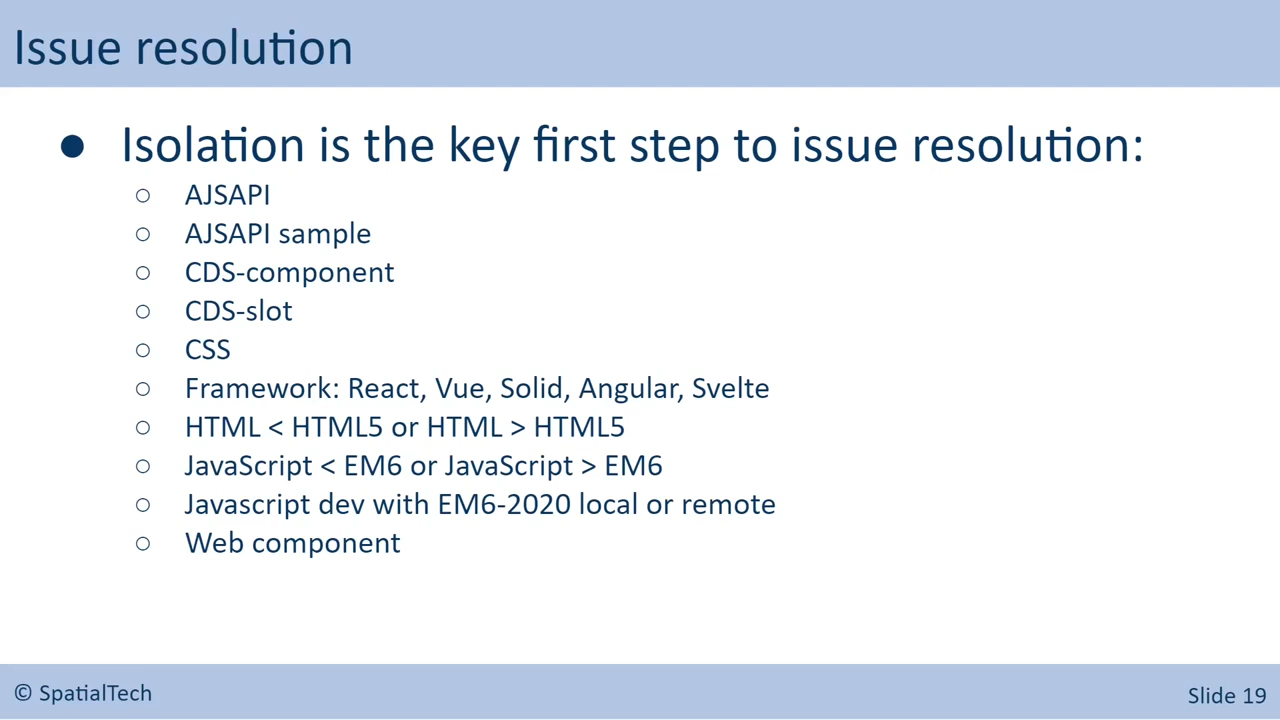 Issue resolution
● Isolation is the key first step to issue resolution:
○ AJSAPI
○ AJSAPI sample
○ CDS-component
○ CDS-slot
○ CSS
○ Framework: React, Vue, Solid, Angular, Svelte
○ HTML < HTML5 or HTML > HTML5
○ JavaScript < EM6 or JavaScript > EM6
○ Javascript dev with EM6-2020 local or remote
○ Web component
© SpatialTech
Slide 19